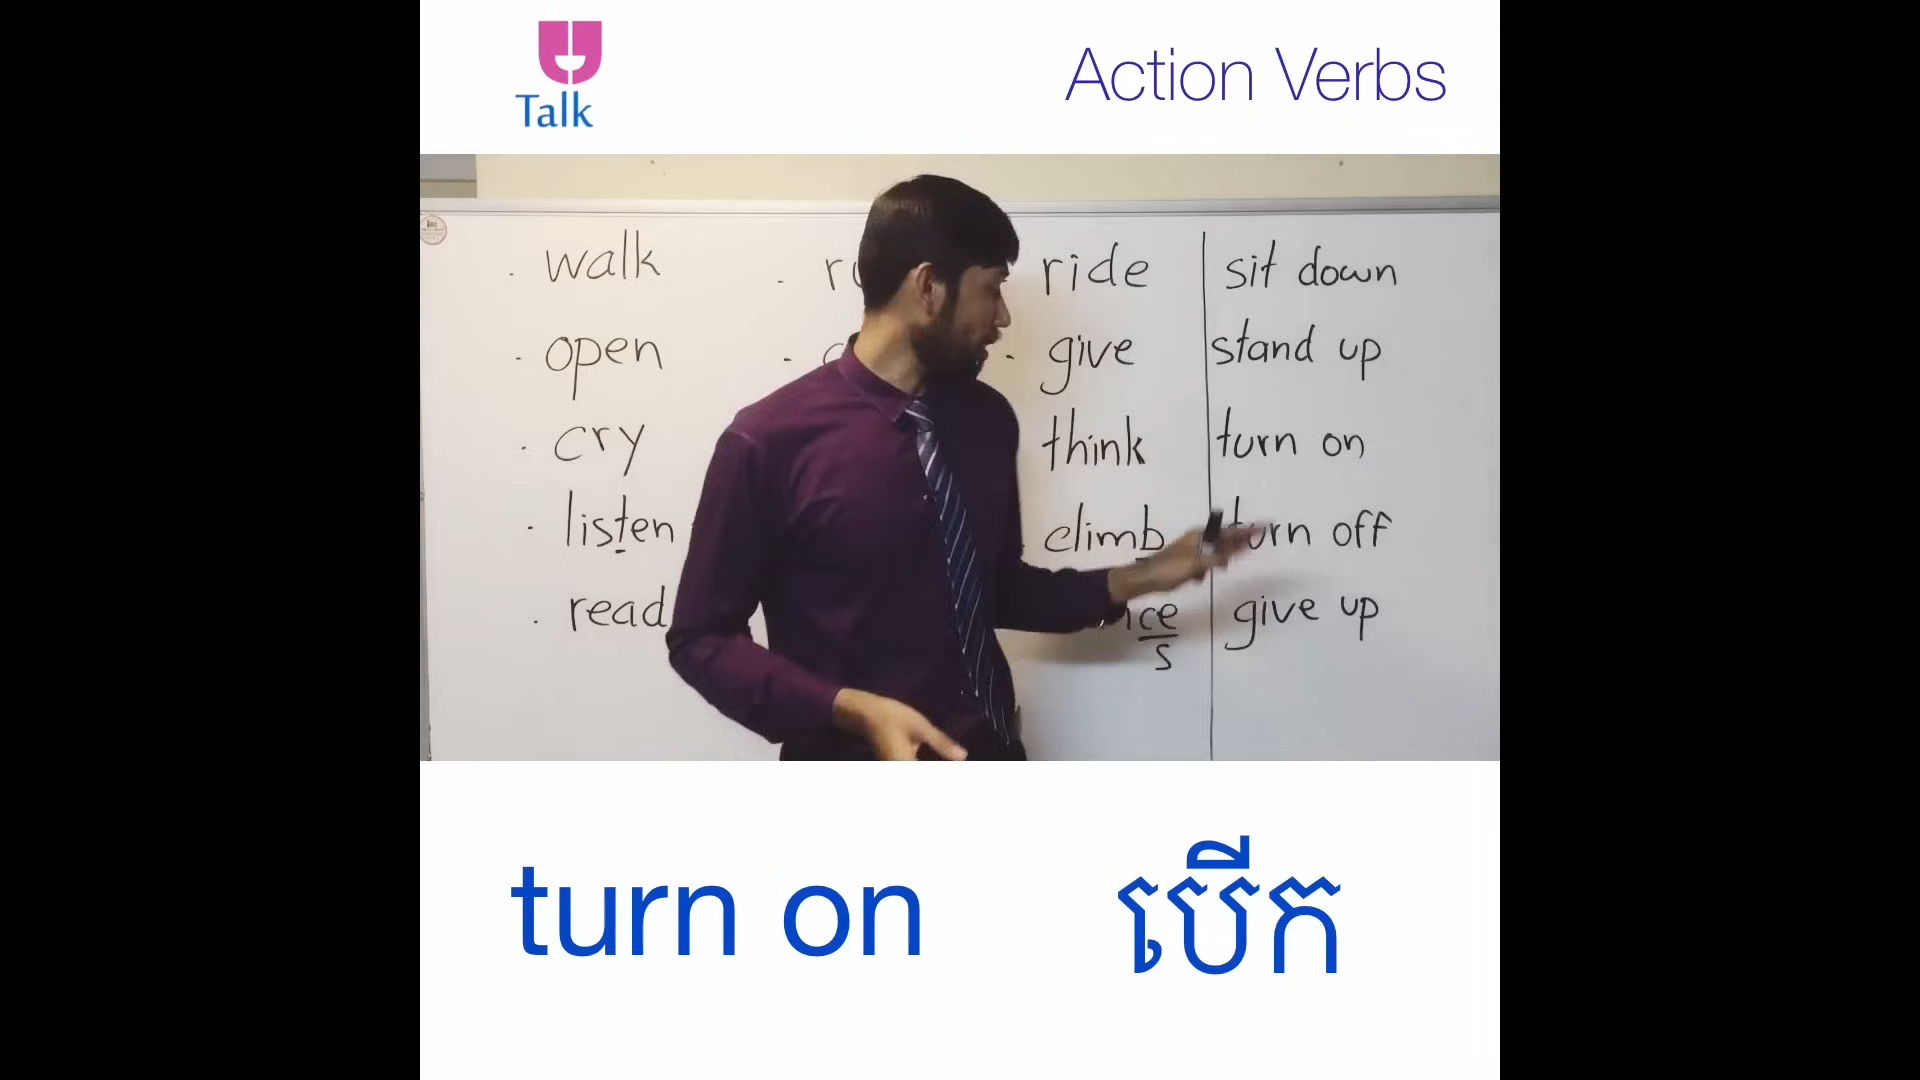 Talk
Action Verbs
walk
open
cry
listen
read
ride
give
think
climb
ce
s
sit down
stand up
turn on
turn off
give up
turn on
បើក